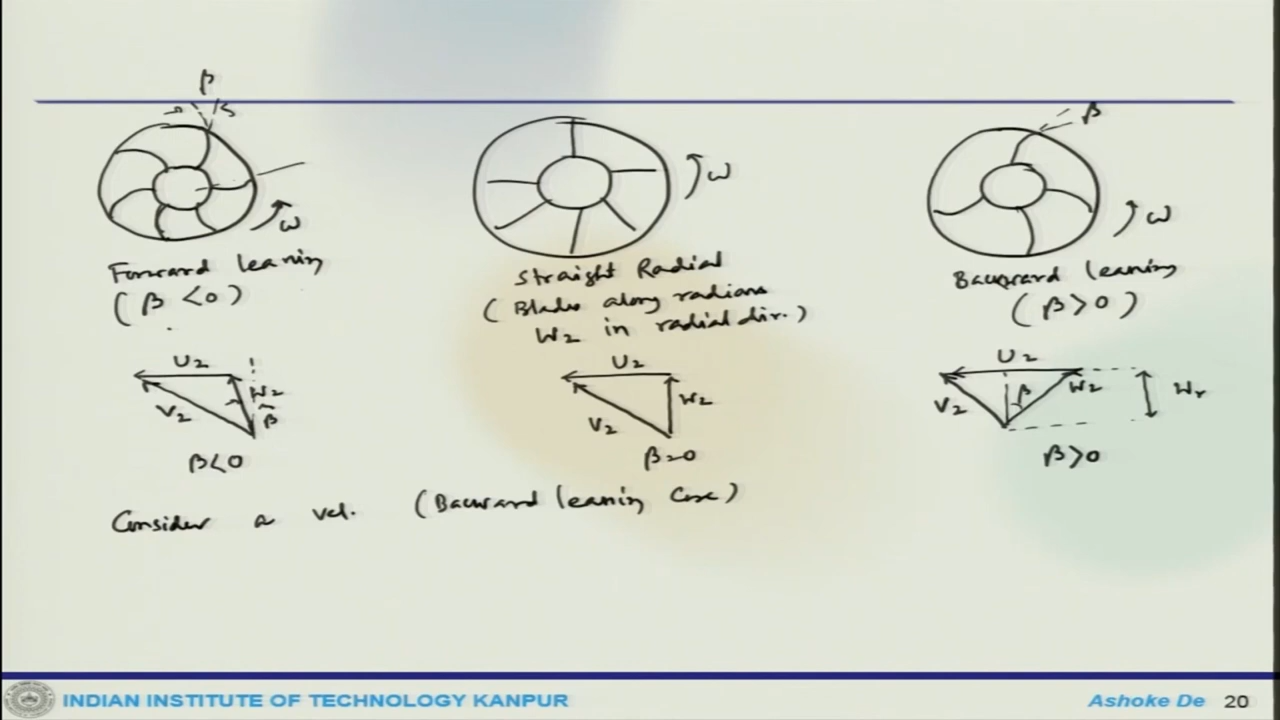 β
ω
ω
β
ω
Forward leaning
(β < 0)
Straight Radial
(Blades along radians
W2 in radial dir.)
Backward leaning
(β > 0)
U2
W2
V2
β
β < 0
U2
W2
V2
β = 0
U2
β
W2
V2
Wr
β > 0
Consider a vel. (Backward leaning case)
INDIAN INSTITUTE OF TECHNOLOGY KANPUR
Ashoke De 20